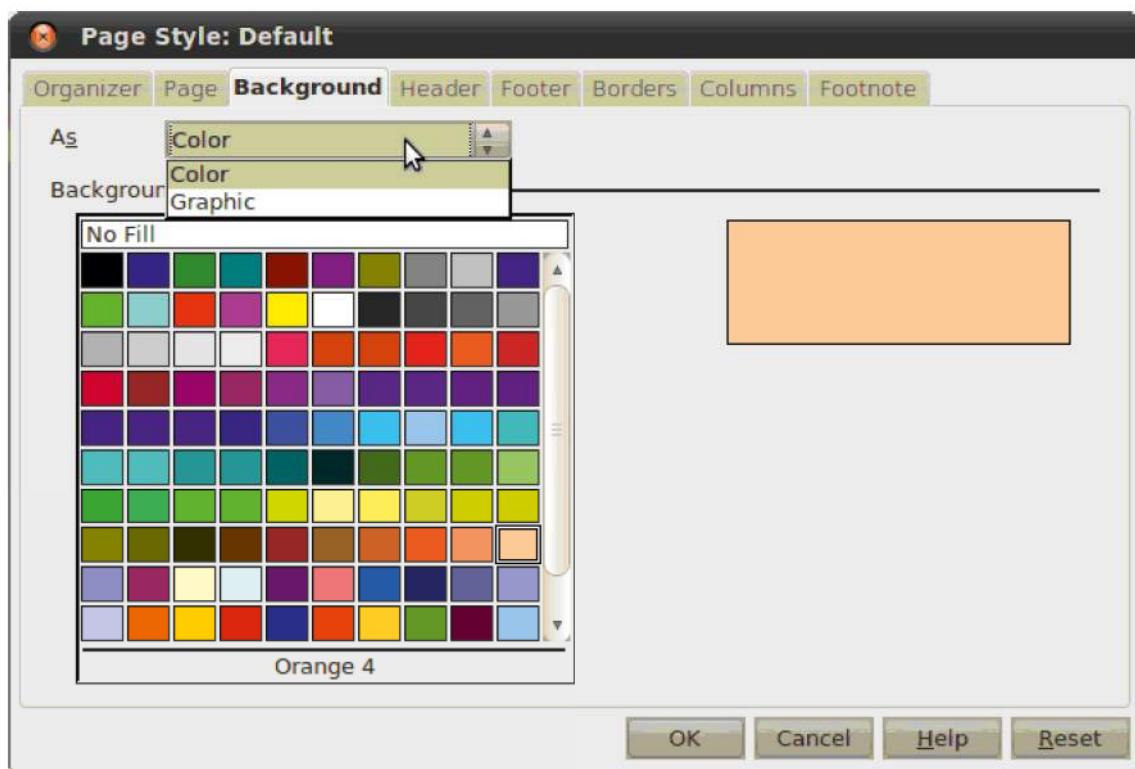 Page Style: Default
Organizer Page Background Header Footer Borders Columns Footnote
As Color
Color
Backgroun
Graphic
No Fill
Orange 4
OK Cancel Help Reset